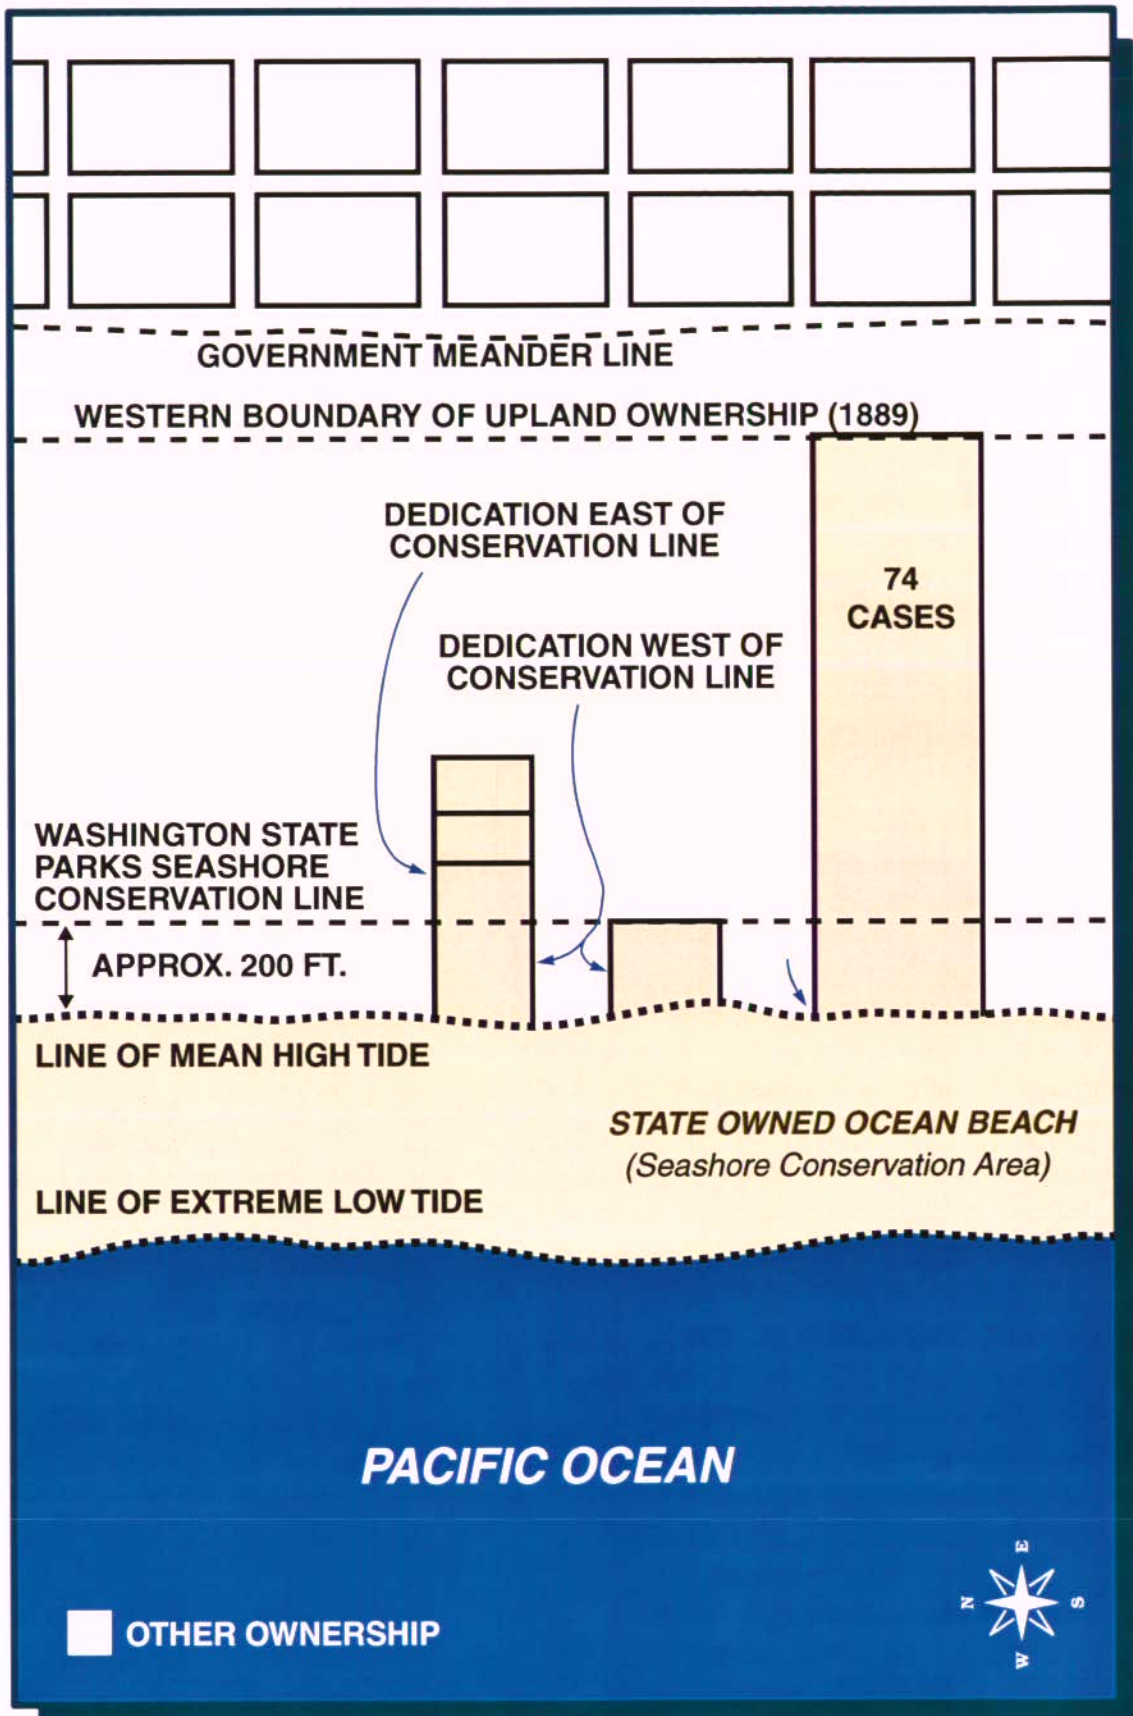 GOVERNMENT MEANDER LINE
WESTERN BOUNDARY OF UPLAND OWNERSHIP (1889)
DEDICATION EAST OF
CONSERVATION LINE
74
CASES
DEDICATION WEST OF
CONSERVATION LINE
WASHINGTON STATE
PARKS SEASHORE
CONSERVATION LINE
APPROX. 200 FT.
LINE OF MEAN HIGH TIDE
STATE OWNED OCEAN BEACH
(Seashore Conservation Area)
LINE OF EXTREME LOW TIDE
PACIFIC OCEAN
E
N
S
W
OTHER OWNERSHIP